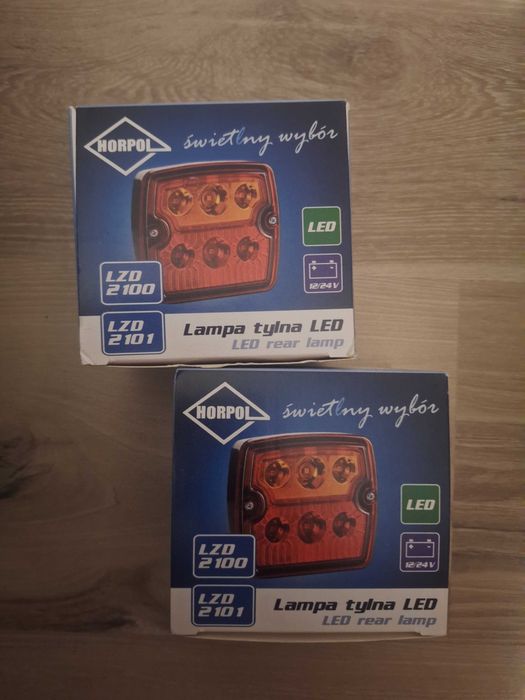 HORPOL
świetlny wybór
LED
LZD
2100
12/24V
LZD
2101
Lampa tylna LED
LED rear lamp
HORPOL
świetlny wybór
LED
LZD
2100
12/24V
LZD
2101
Lampa tylna LED
LED rear lamp